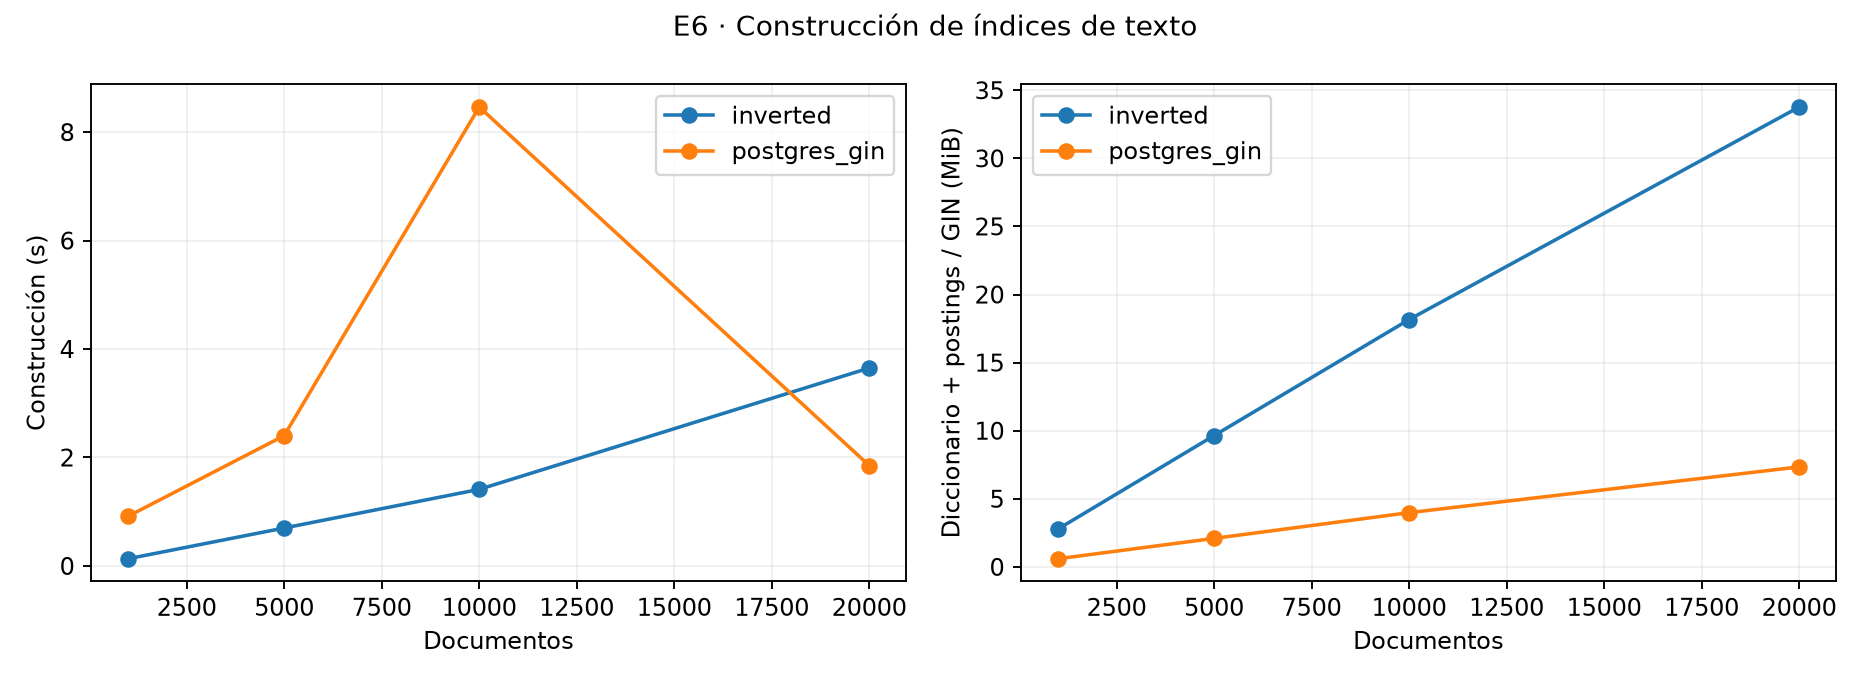 E6 · Construcción de índices de texto
Construcción (s)
8
6
4
2
0
inverted
postgres_gin
2500 5000 7500 10000 12500 15000 17500 20000
Documentos
Diccionario + postings / GIN (MiB)
35
30
25
20
15
10
5
0
inverted
postgres_gin
2500 5000 7500 10000 12500 15000 17500 20000
Documentos